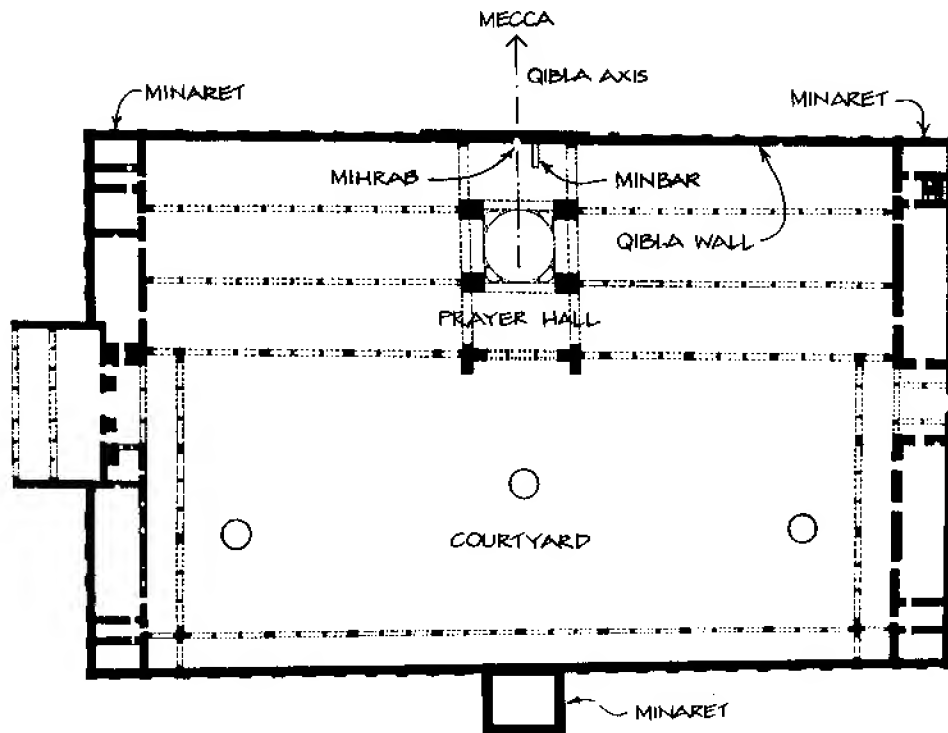 MECCA
QIBLA AXIS
MINARET
MINARET
MIHRAB
MINBAR
QIBLA WALL
PRAYER HALL
COURTYARD
MINARET